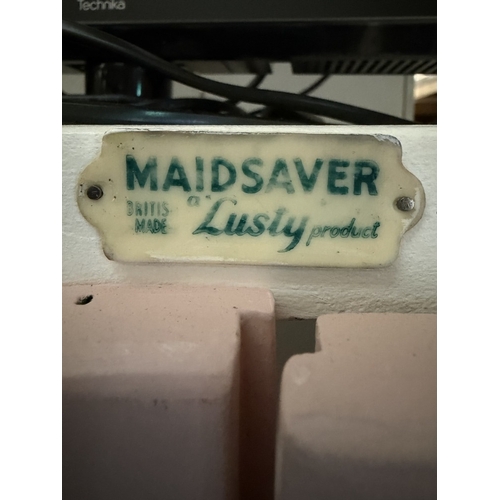 Technika
MAIDSAVER
a
BRITIS
MADE
Lusty product